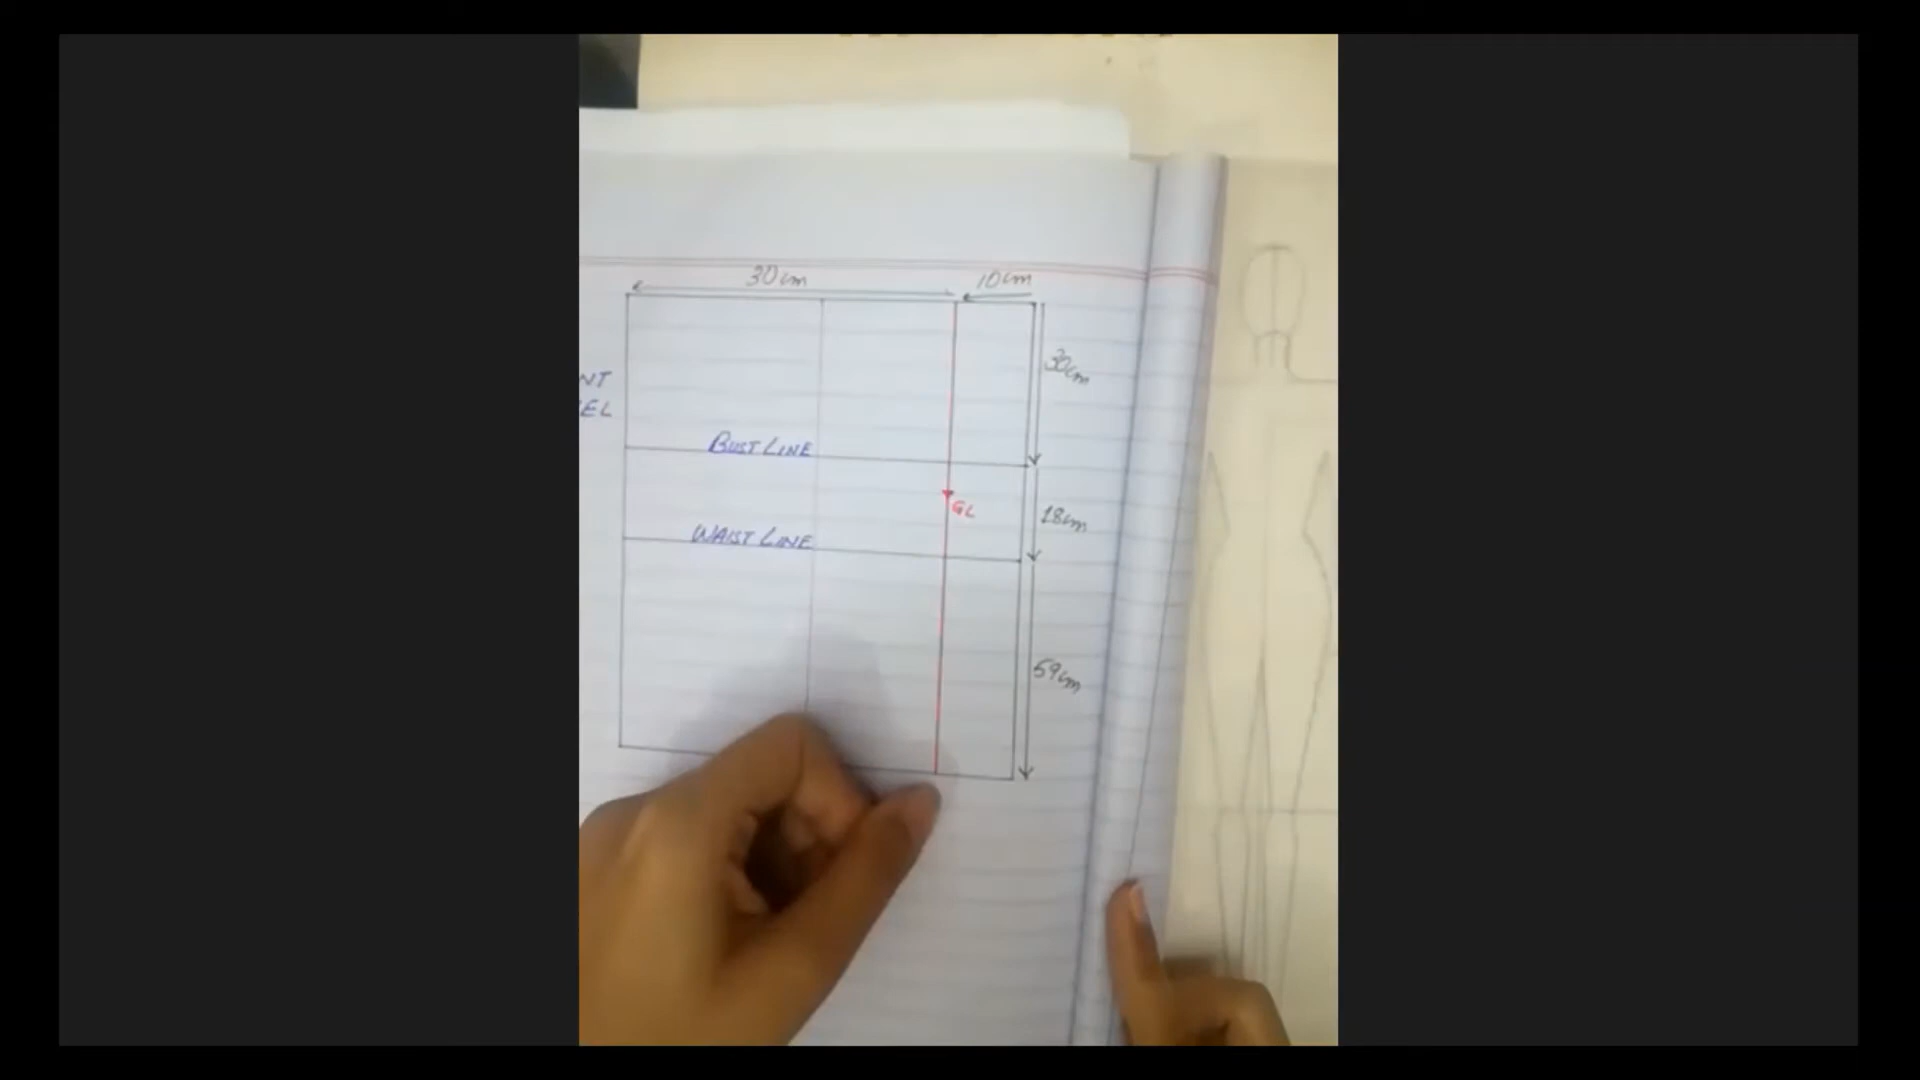 30cm
10cm
30cm
NT
EL
BUST LINE
GL
18cm
WAIST LINE
59cm